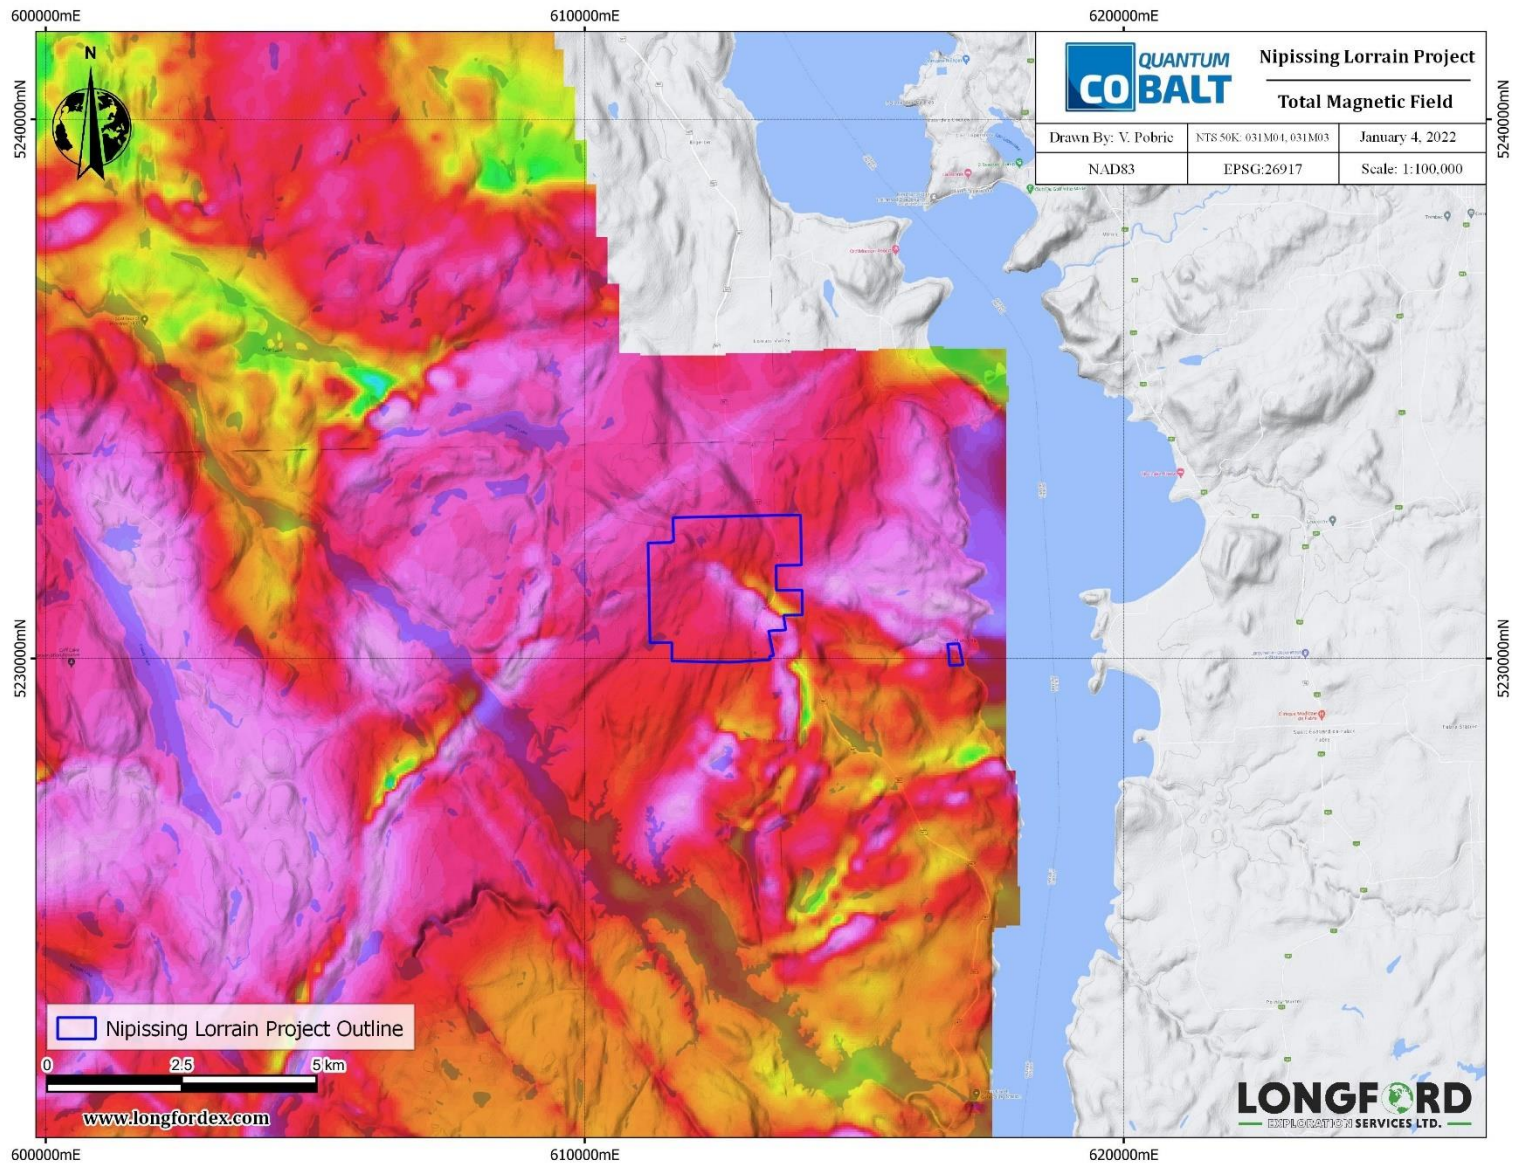 600000mE
610000mE
620000mE
5240000mN
5240000mN
N
QUANTUM
COBALT
Nipissing Lorrain Project
Total Magnetic Field
Drawn By: V. Pobric
NTS 50K: 031M04, 031M03
January 4, 2022
NAD83
EPSG:26917
Scale: 1:100,000
5230000mN
5230000mN
Nipissing Lorrain Project Outline
0
2.5
5 km
www.longfordex.com
LONGFORD
EXPLORATION SERVICES LTD.
600000mE
610000mE
620000mE